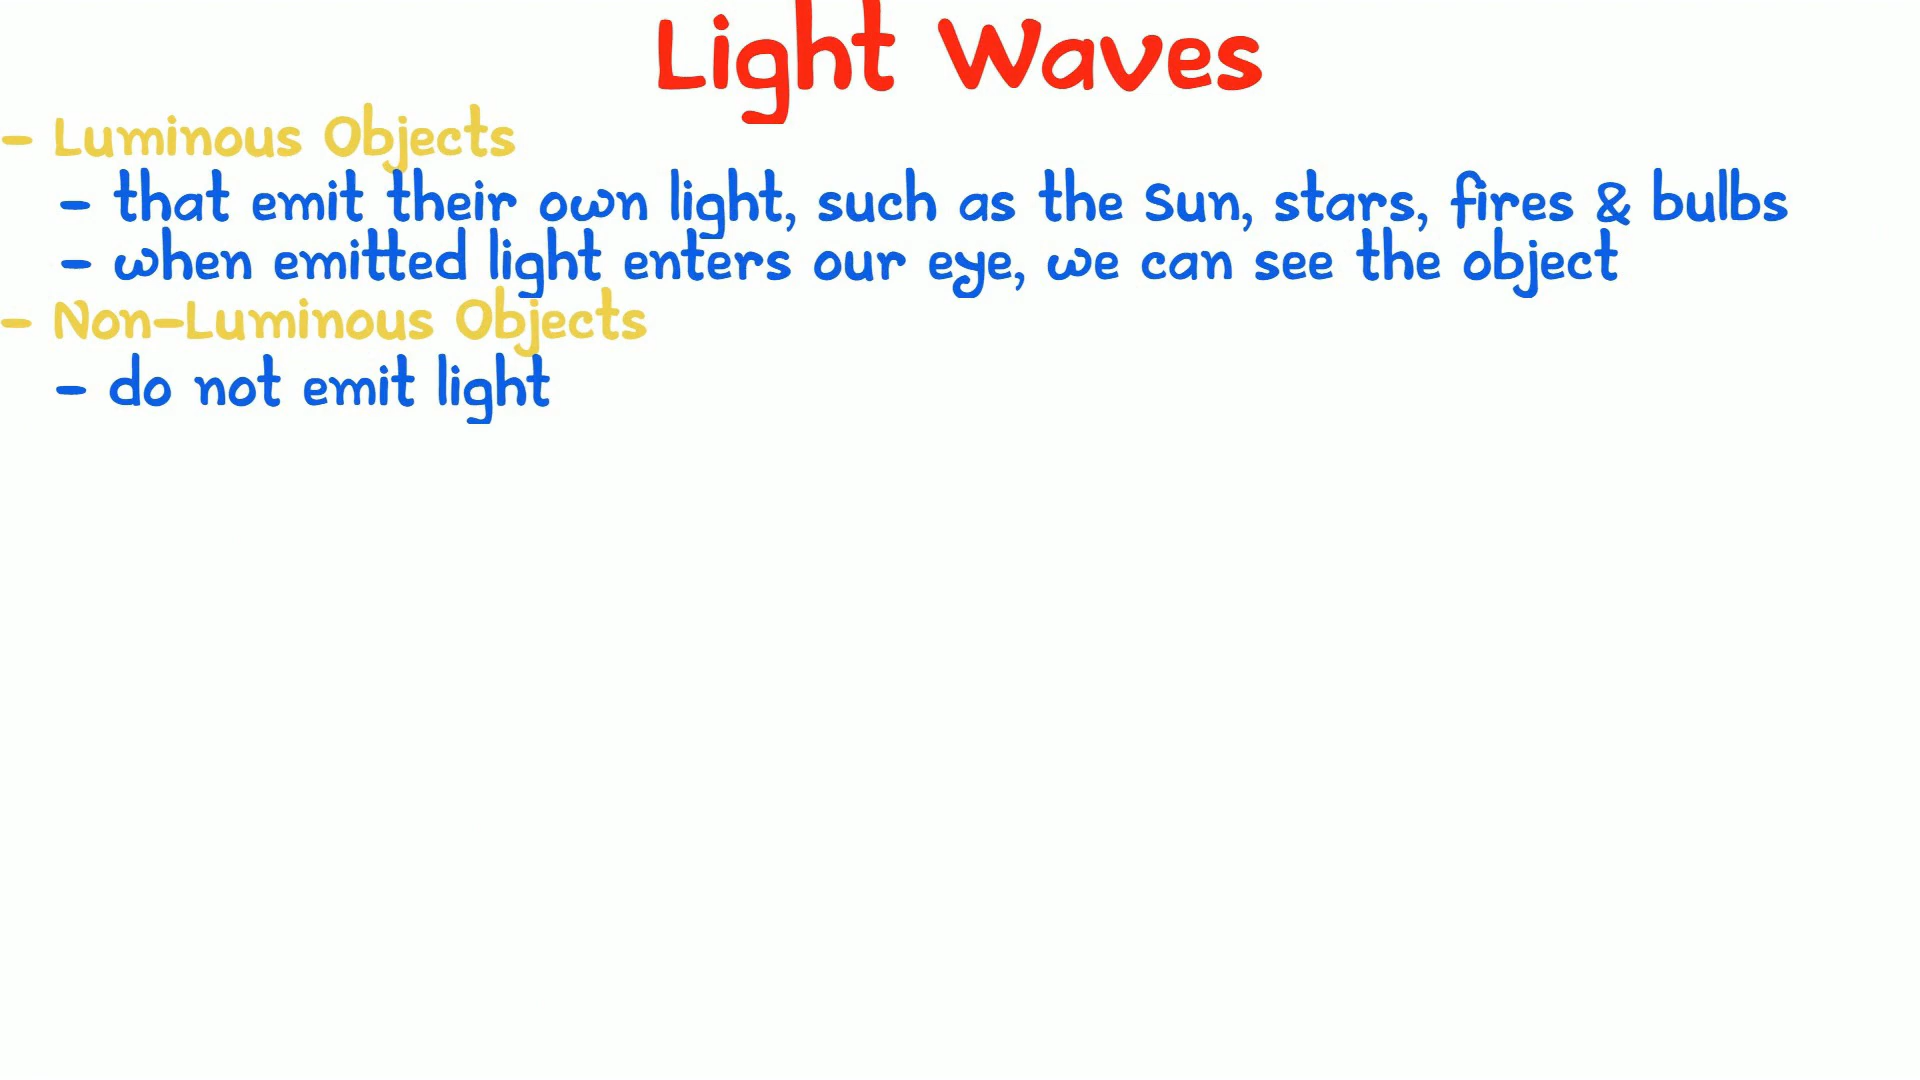 Light Waves
- Luminous Objects
- that emit their own light, such as the Sun, stars, fires & bulbs
- when emitted light enters our eye, we can see the object
- Non-Luminous Objects
- do not emit light